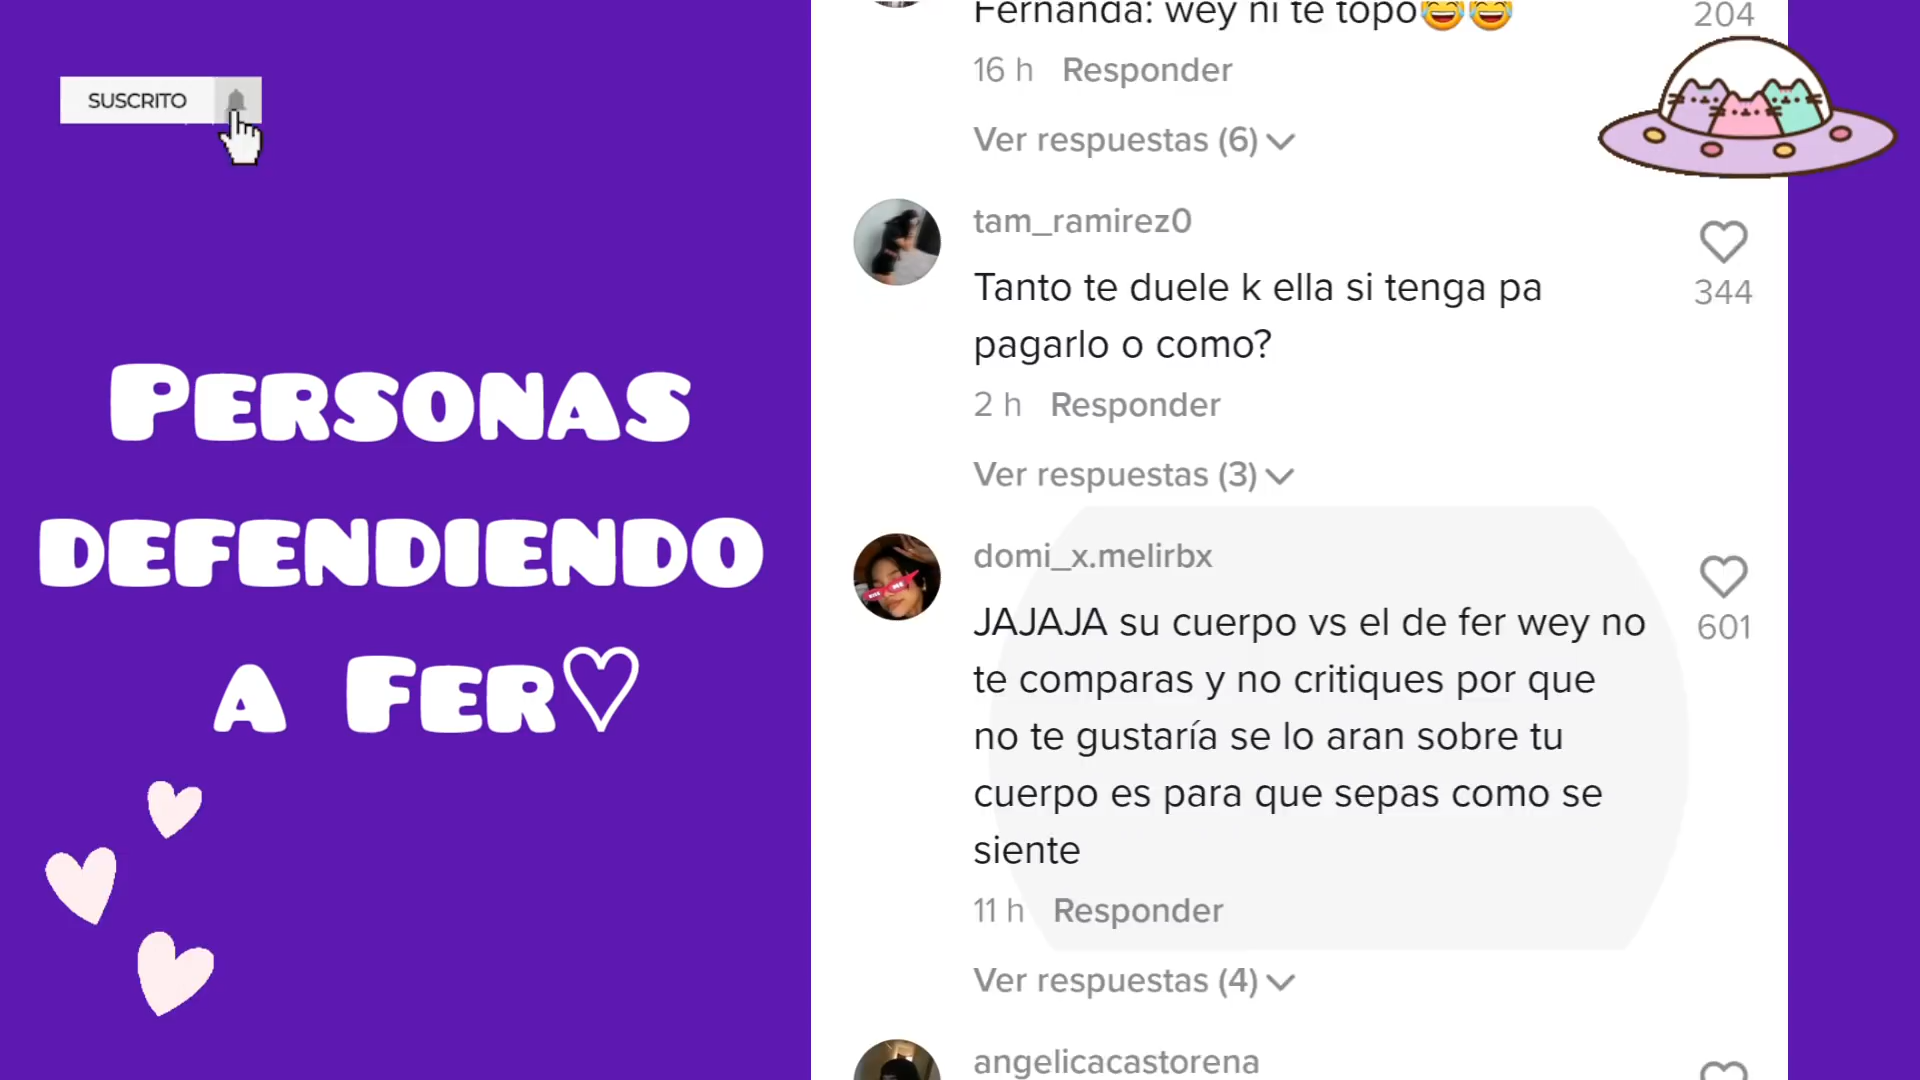 SUSCRITO
PERSONAS
DEFENDIENDO
A FER♡
Fernanda: wey ni te topo😂😂
204
16 h Responder
Ver respuestas (6)
tam_ramirez0
Tanto te duele k ella si tenga pa
pagarlo o como?
344
2 h Responder
Ver respuestas (3)
domi_x.melirbx
JAJAJA su cuerpo vs el de fer wey no
te comparas y no critiques por que
no te gustaría se lo aran sobre tu
cuerpo es para que sepas como se
siente
601
11 h Responder
Ver respuestas (4)
angelicacastorena